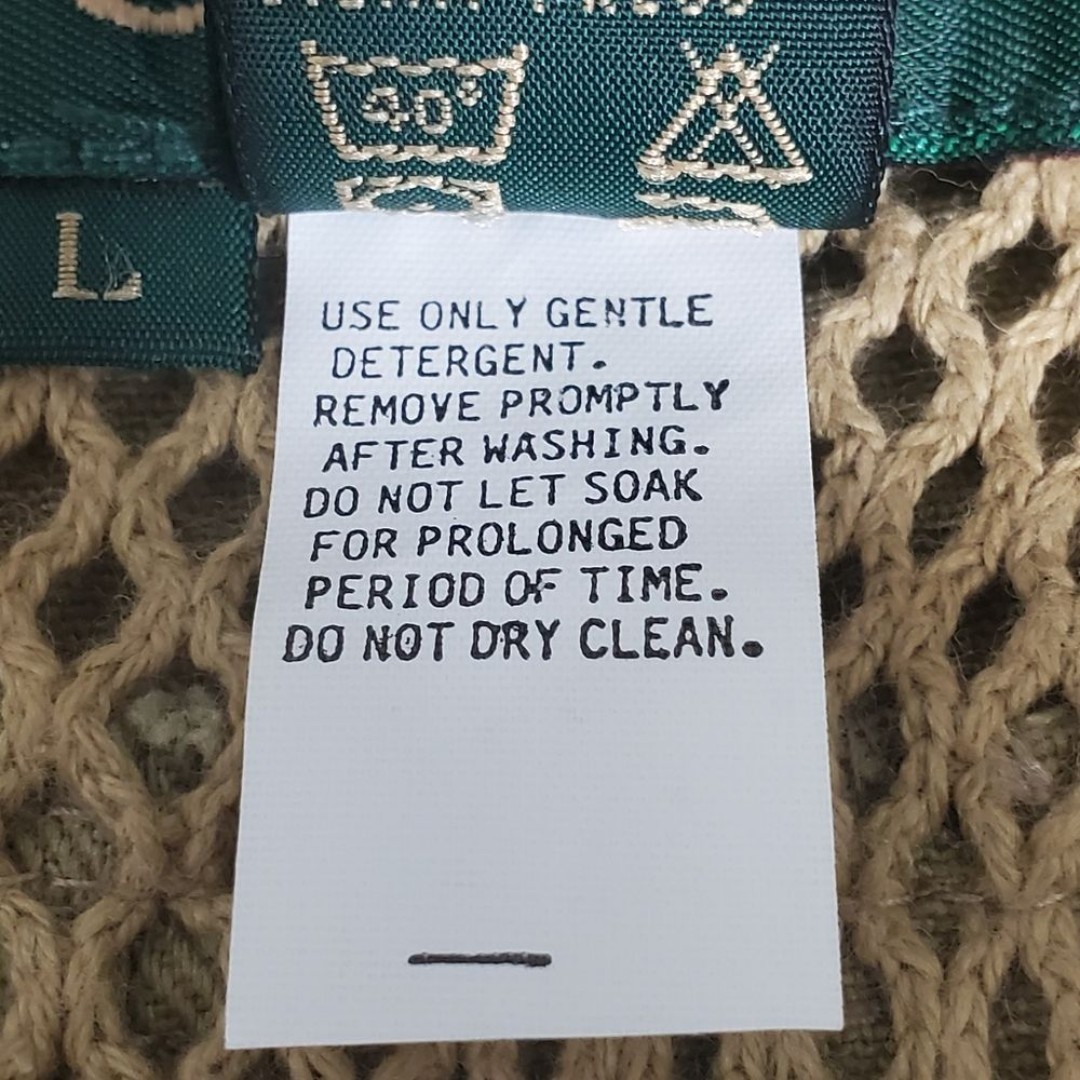 40°
L
USE ONLY GENTLE
DETERGENT.
REMOVE PROMPTLY
AFTER WASHING.
DO NOT LET SOAK
FOR PROLONGED
PERIOD OF TIME.
DO NOT DRY CLEAN.